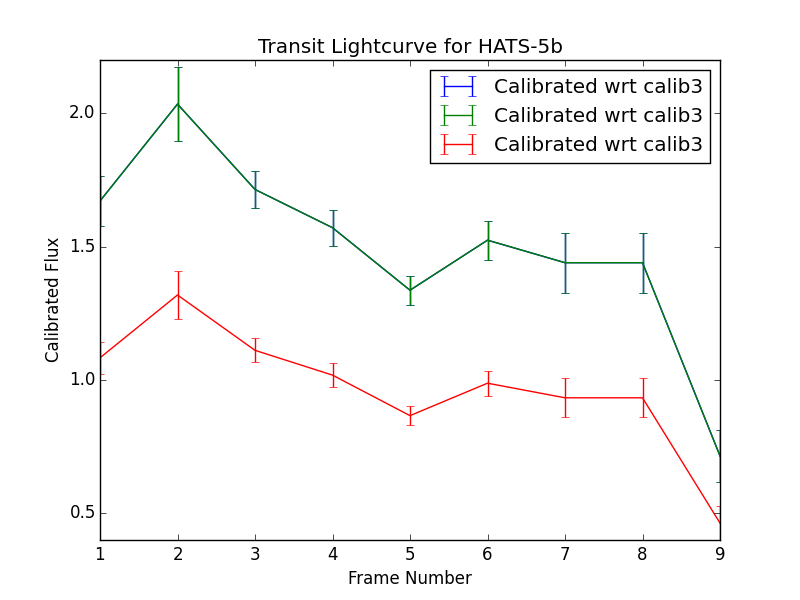 Transit Lightcurve for HATS-5b
Calibrated wrt calib3
Calibrated wrt calib3
Calibrated wrt calib3
Calibrated Flux
2.0
1.5
1.0
0.5
1 2 3 4 5 6 7 8 9
Frame Number